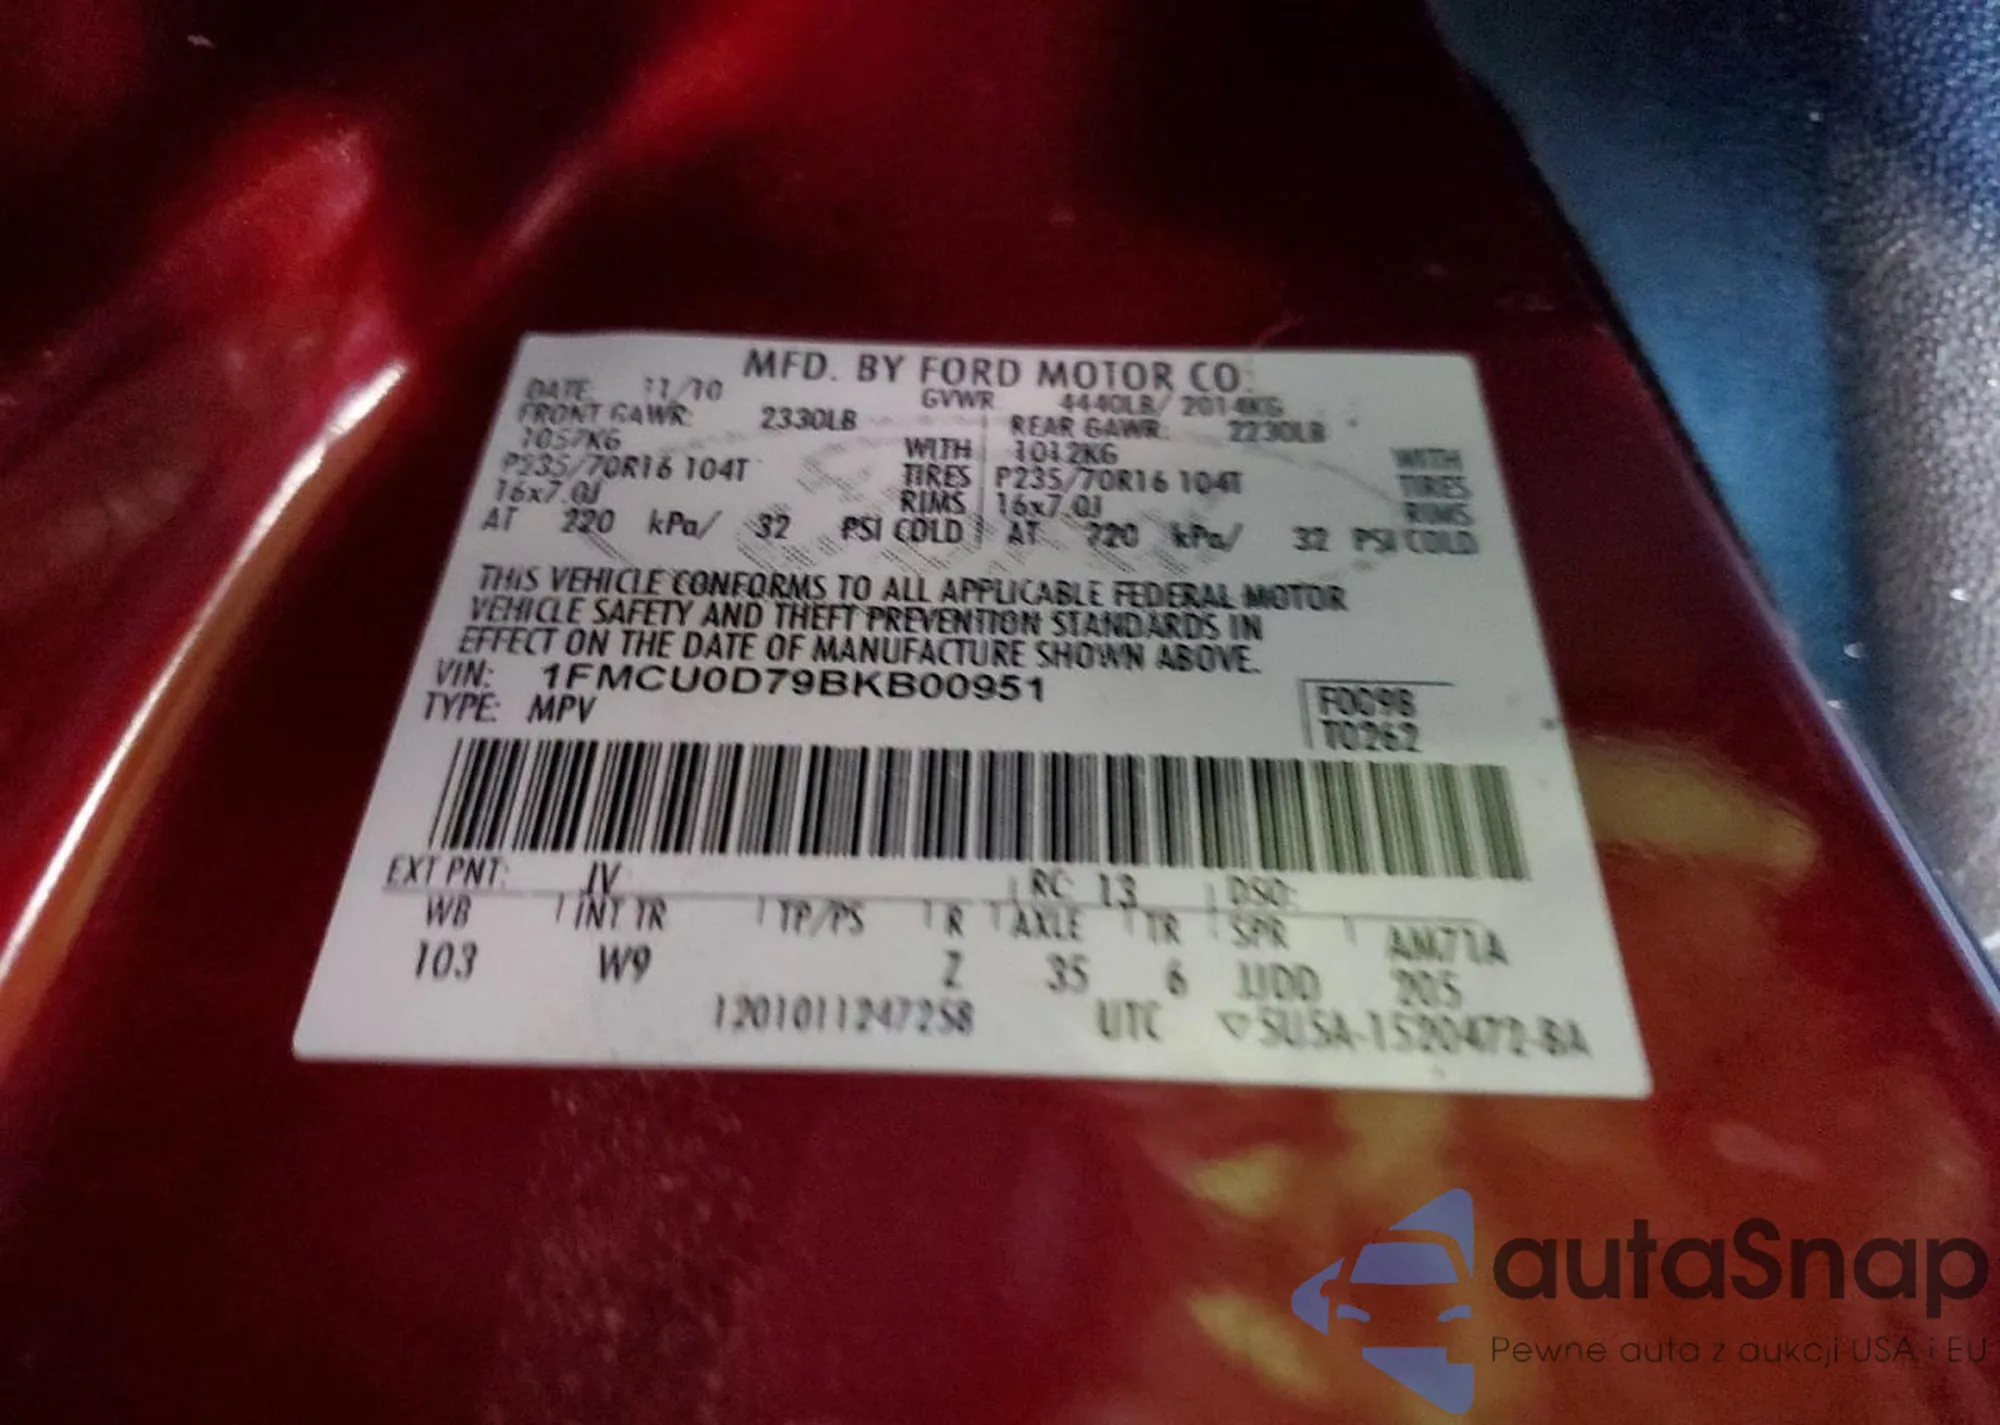 MFD. BY FORD MOTOR CO.
DATE: 11/10 GVWR 4440LB/ 2014KG
FRONT GAWR: 2330LB REAR GAWR: 2230LB
1057KG WITH 1012KG WITH
P235/70R16 104T TIRES P235/70R16 104T TIRES
16x7.0J RIMS 16x7.0J RIMS
AT 220 kPa/ 32 PSI COLD AT 220 kPa/ 32 PSI COLD
THIS VEHICLE CONFORMS TO ALL APPLICABLE FEDERAL MOTOR
VEHICLE SAFETY AND THEFT PREVENTION STANDARDS IN
EFFECT ON THE DATE OF MANUFACTURE SHOWN ABOVE.
VIN: 1FMCU0D79BKB00951
TYPE: MPV
F0098
T0262
EXT PNT: JV RC: 13 DSO:
WB INT TR TP/PS R AXLE TR SPR AM71A
103 W9 2 35 6 JJDD 205
1201011247258 UTC ▽5U5A-1520472-BA
autaSnap
Pewne auta z aukcji USA i EU